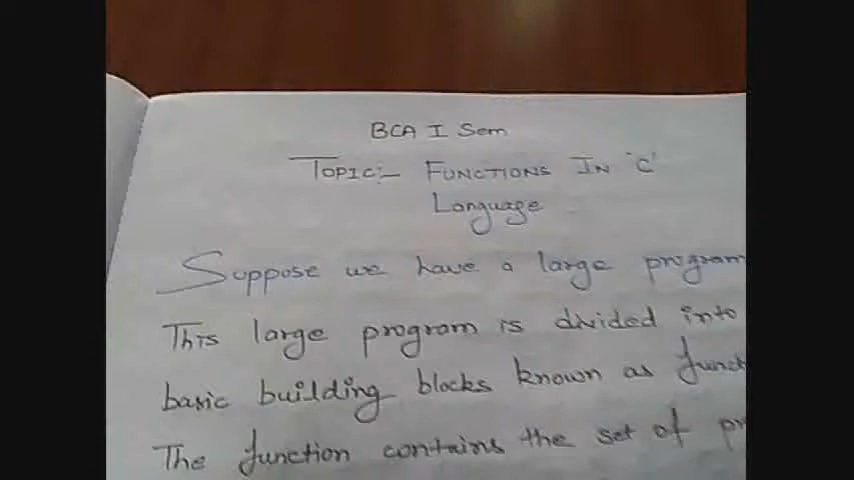 BCA I Sem
TOPIC:- FUNCTIONS IN 'C'
Language
Suppose we have a large program
This large program is divided into
basic building blocks known as
The function contains the set of